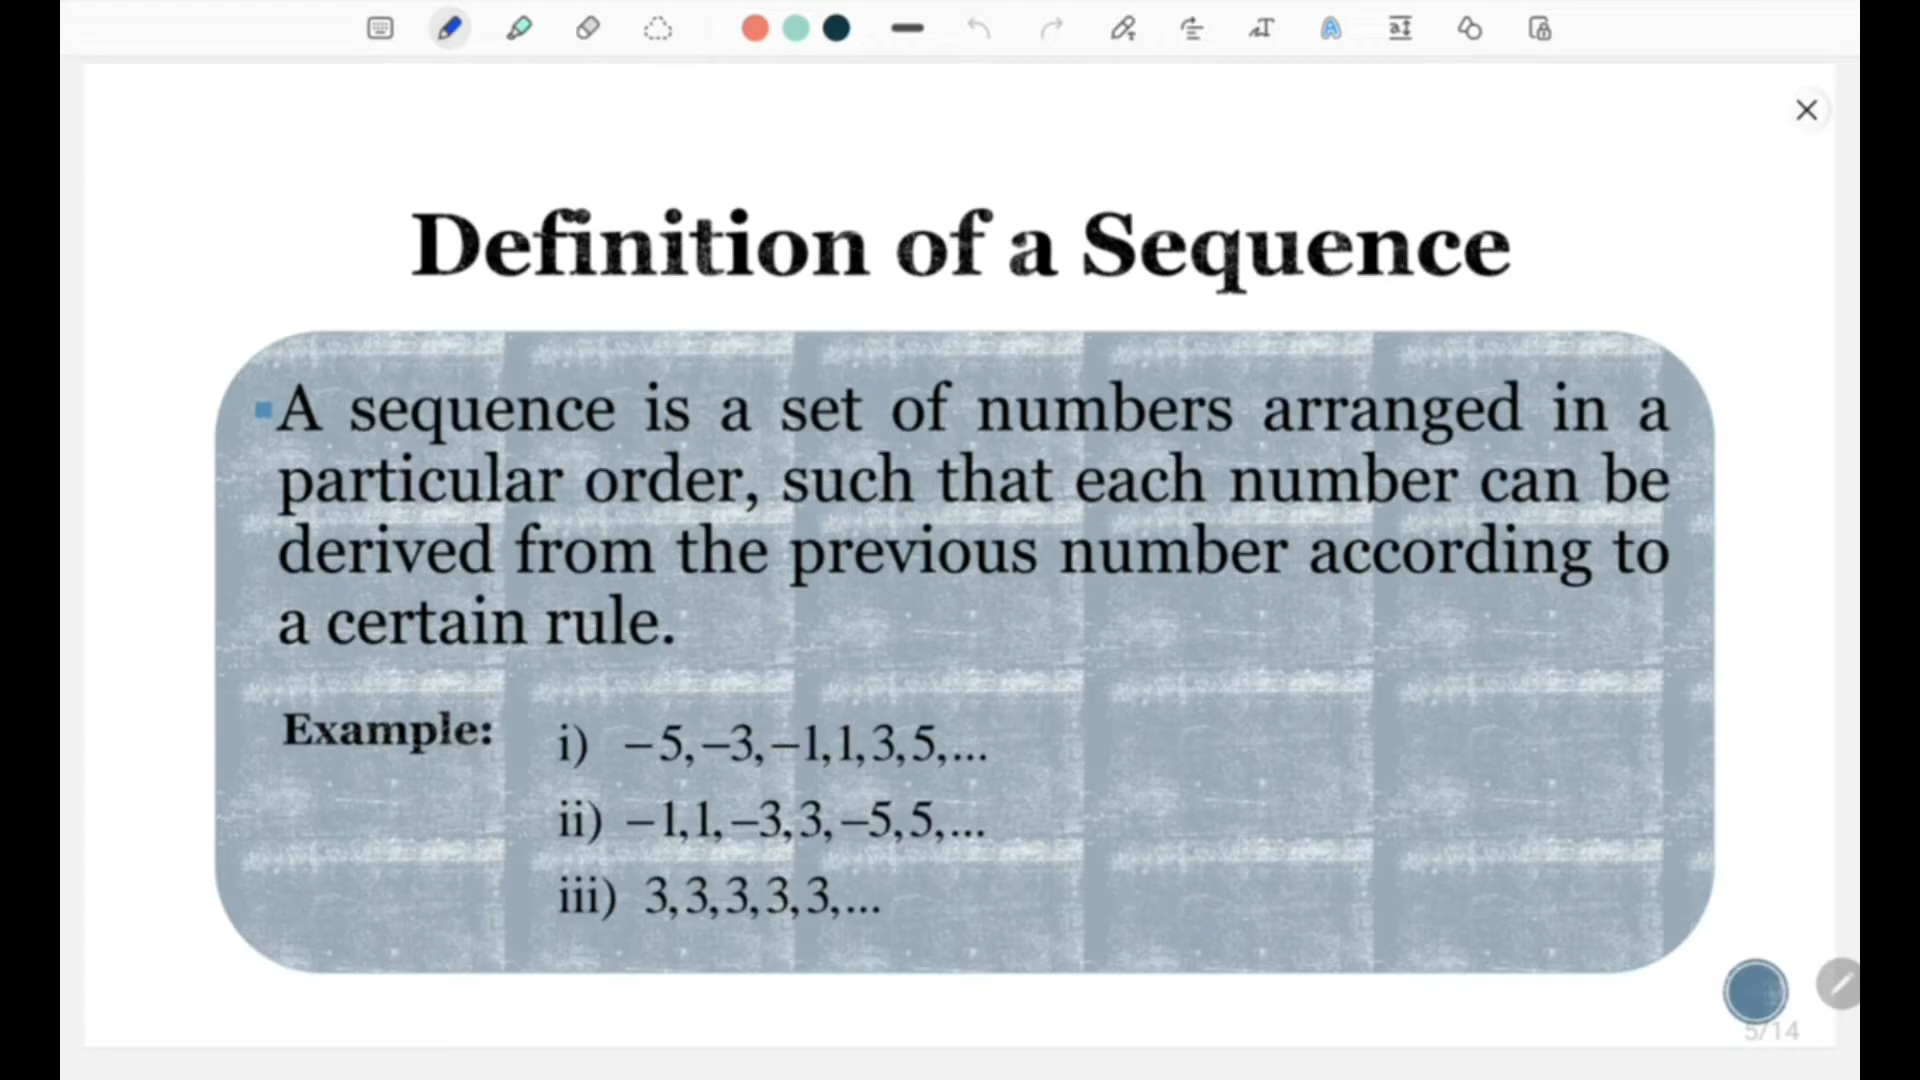 Definition of a Sequence
▪A sequence is a set of numbers arranged in a
particular order, such that each number can be
derived from the previous number according to
a certain rule.
Example: i) −5,−3,−1,1,3,5,...
ii) −1,1,−3,3,−5,5,...
iii) 3,3,3,3,3,...
5/14